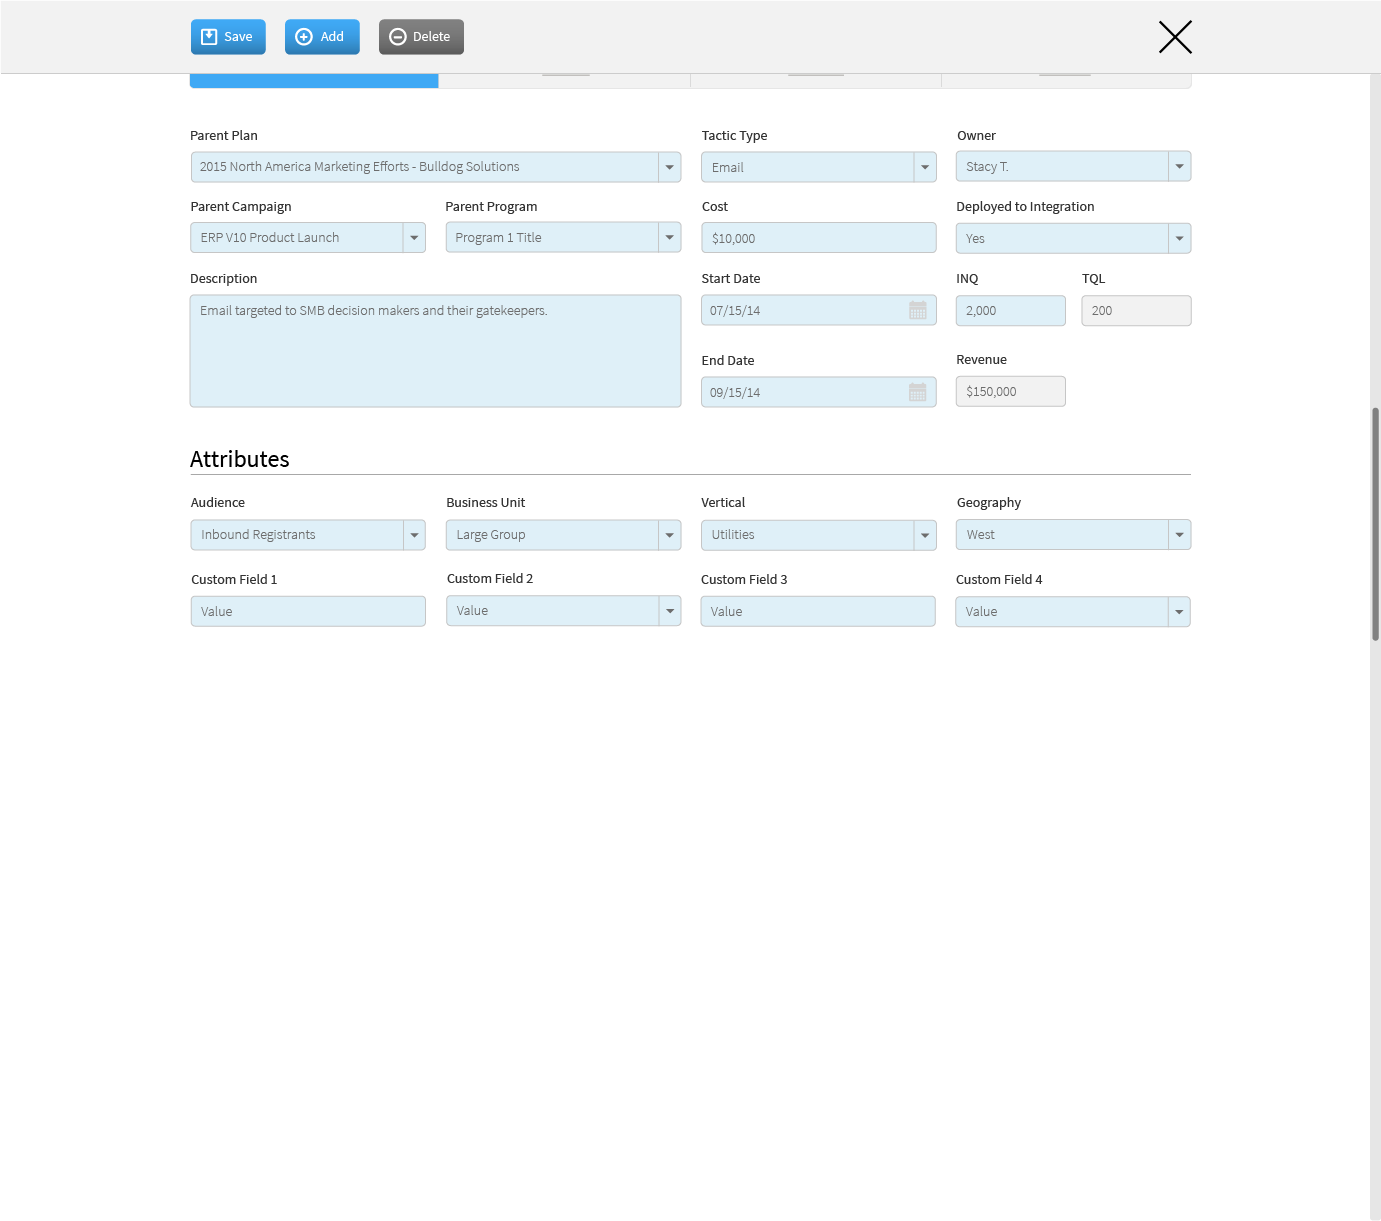 Save
Add
Delete
Parent Plan
Tactic Type
Owner
2015 North America Marketing Efforts - Bulldog Solutions
Email
Stacy T.
Parent Campaign
Parent Program
Cost
Deployed to Integration
ERP V10 Product Launch
Program 1 Title
$10,000
Yes
Description
Start Date
INQ
TQL
Email targeted to SMB decision makers and their gatekeepers.
07/15/14
2,000
200
End Date
Revenue
09/15/14
$150,000
Attributes
Audience
Business Unit
Vertical
Geography
Inbound Registrants
Large Group
Utilities
West
Custom Field 1
Custom Field 2
Custom Field 3
Custom Field 4
Value
Value
Value
Value